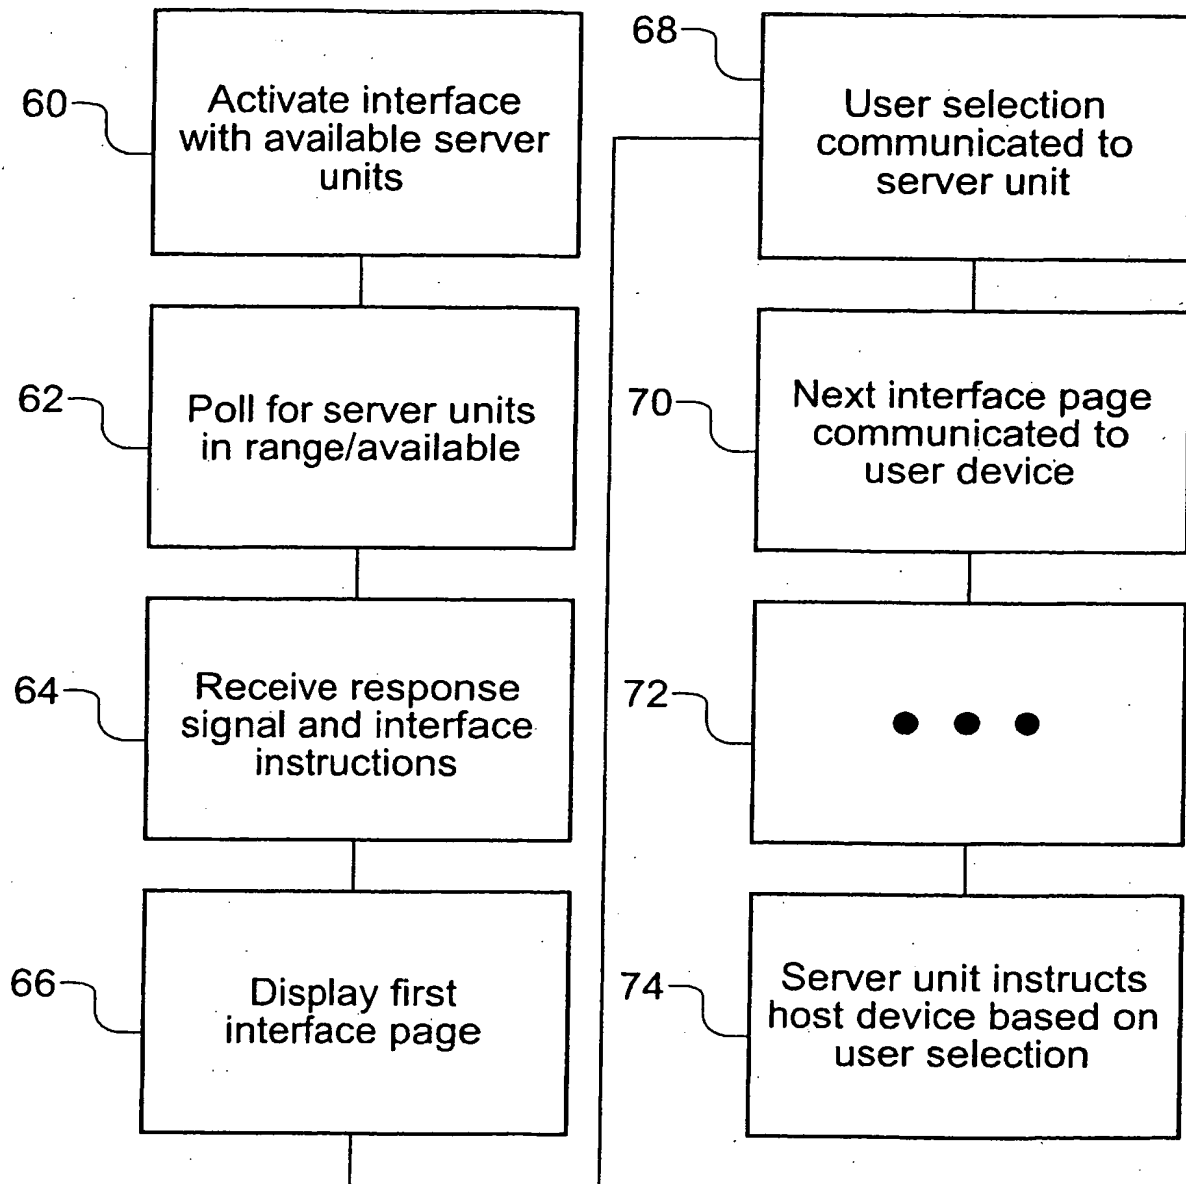 60
Activate interface
with available server
units
62
Poll for server units
in range/available
64
Receive response
signal and interface
instructions
66
Display first
interface page
68
User selection
communicated to
server unit
70
Next interface page
communicated to
user device
72
• • •
74
Server unit instructs
host device based on
user selection